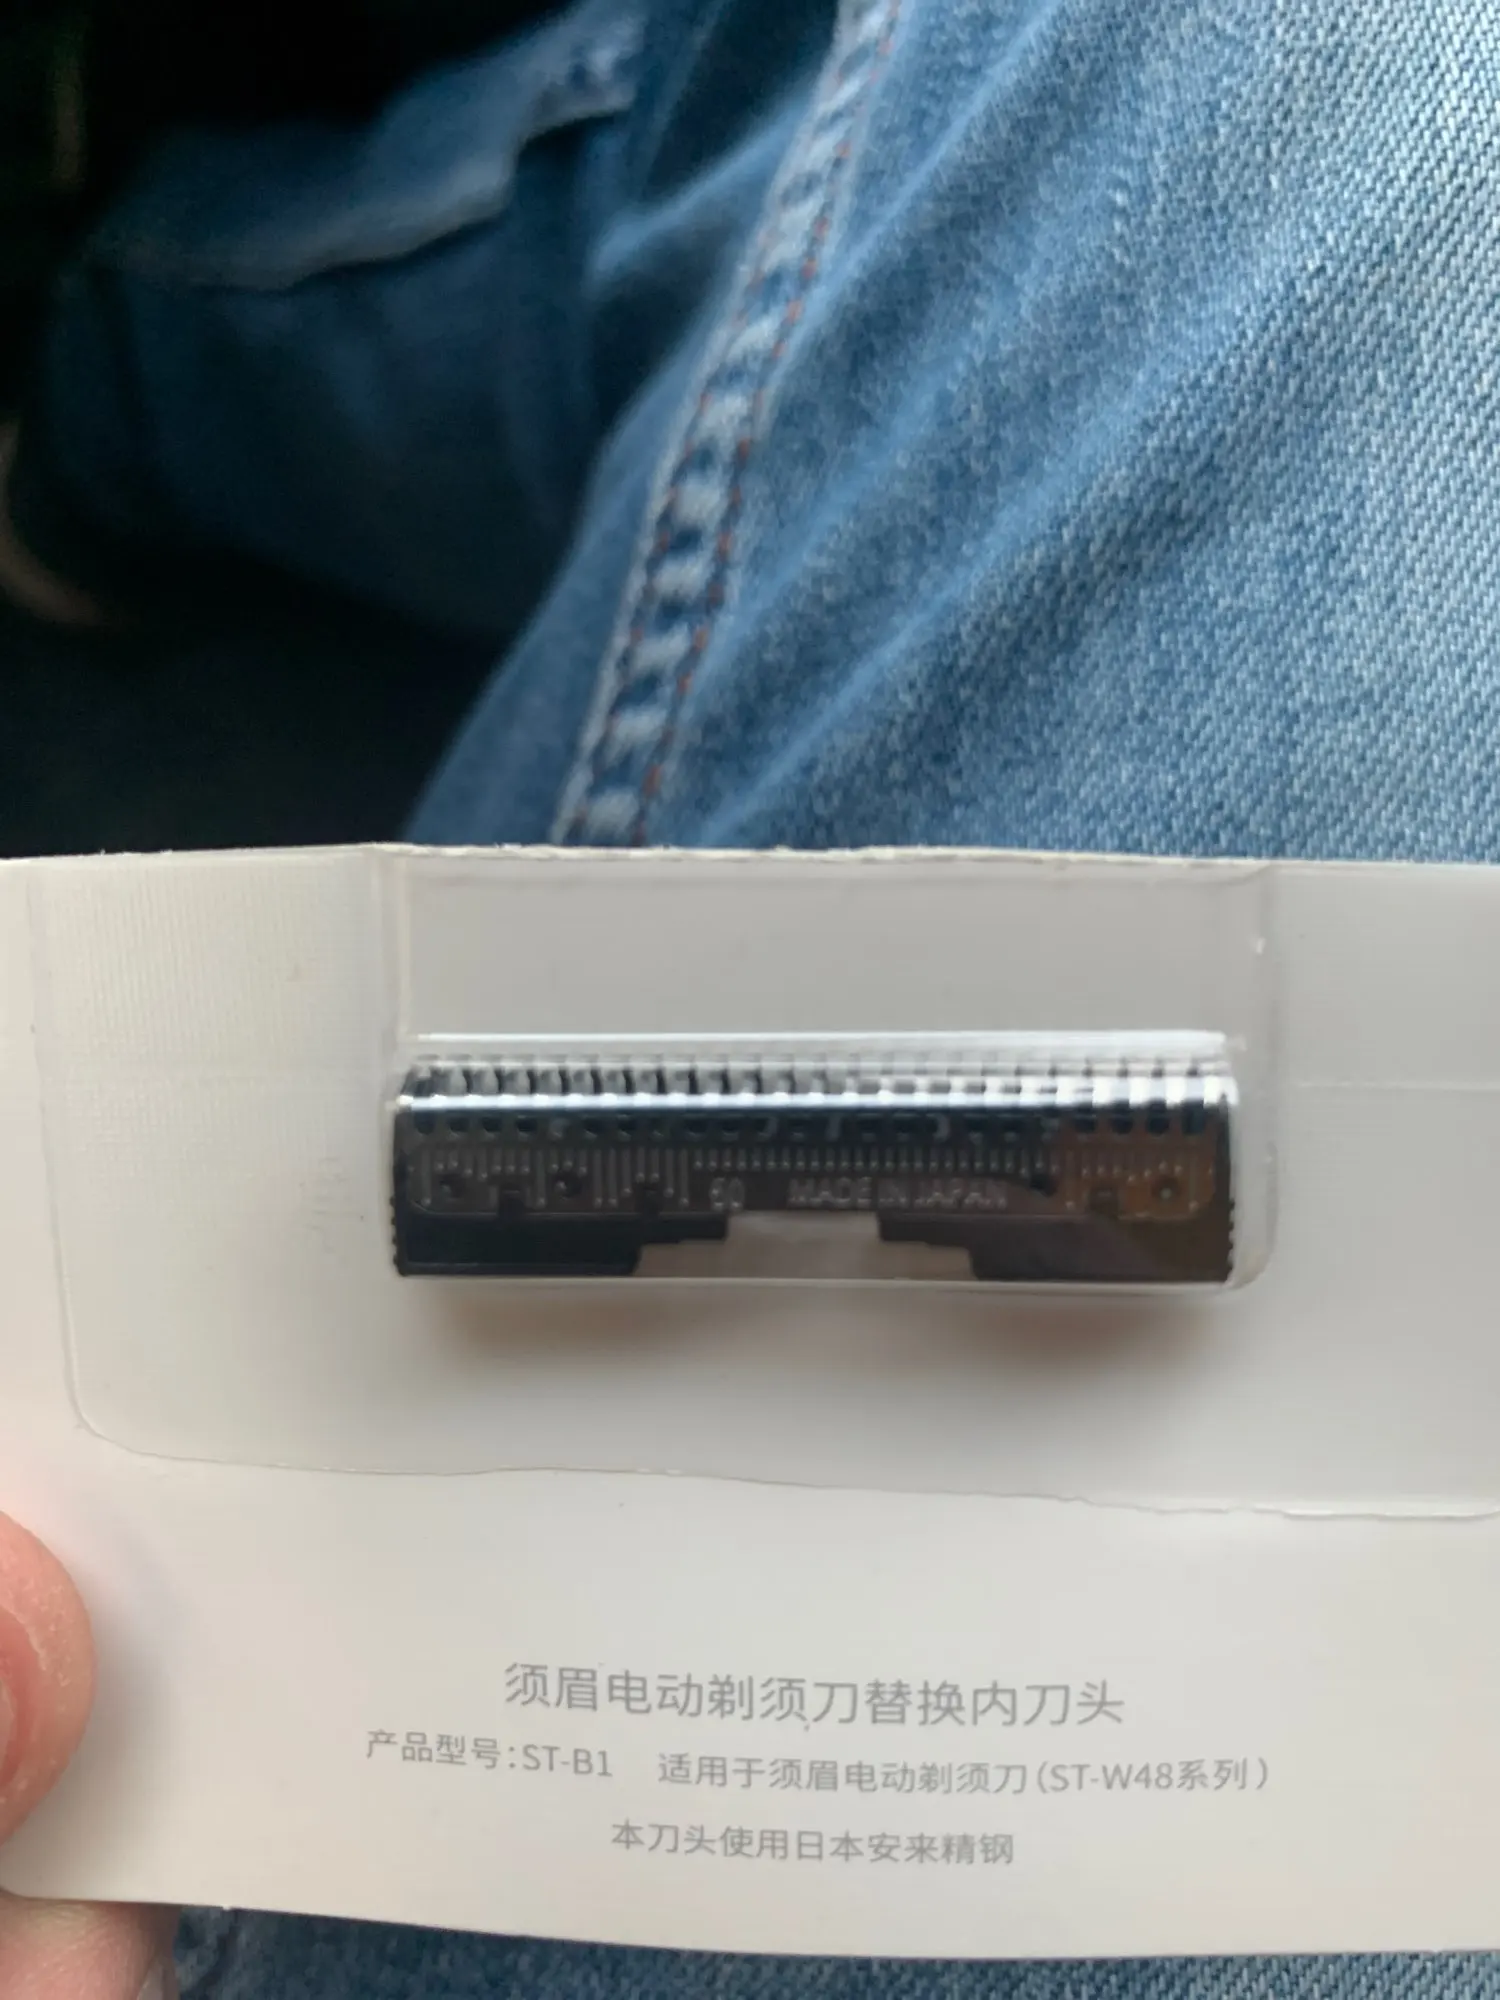 60 MADE IN JAPAN
须眉电动剃须刀替换内刀头
产品型号:ST-B1 适用于须眉电动剃须刀(ST-W48系列)
本刀头使用日本安来精钢